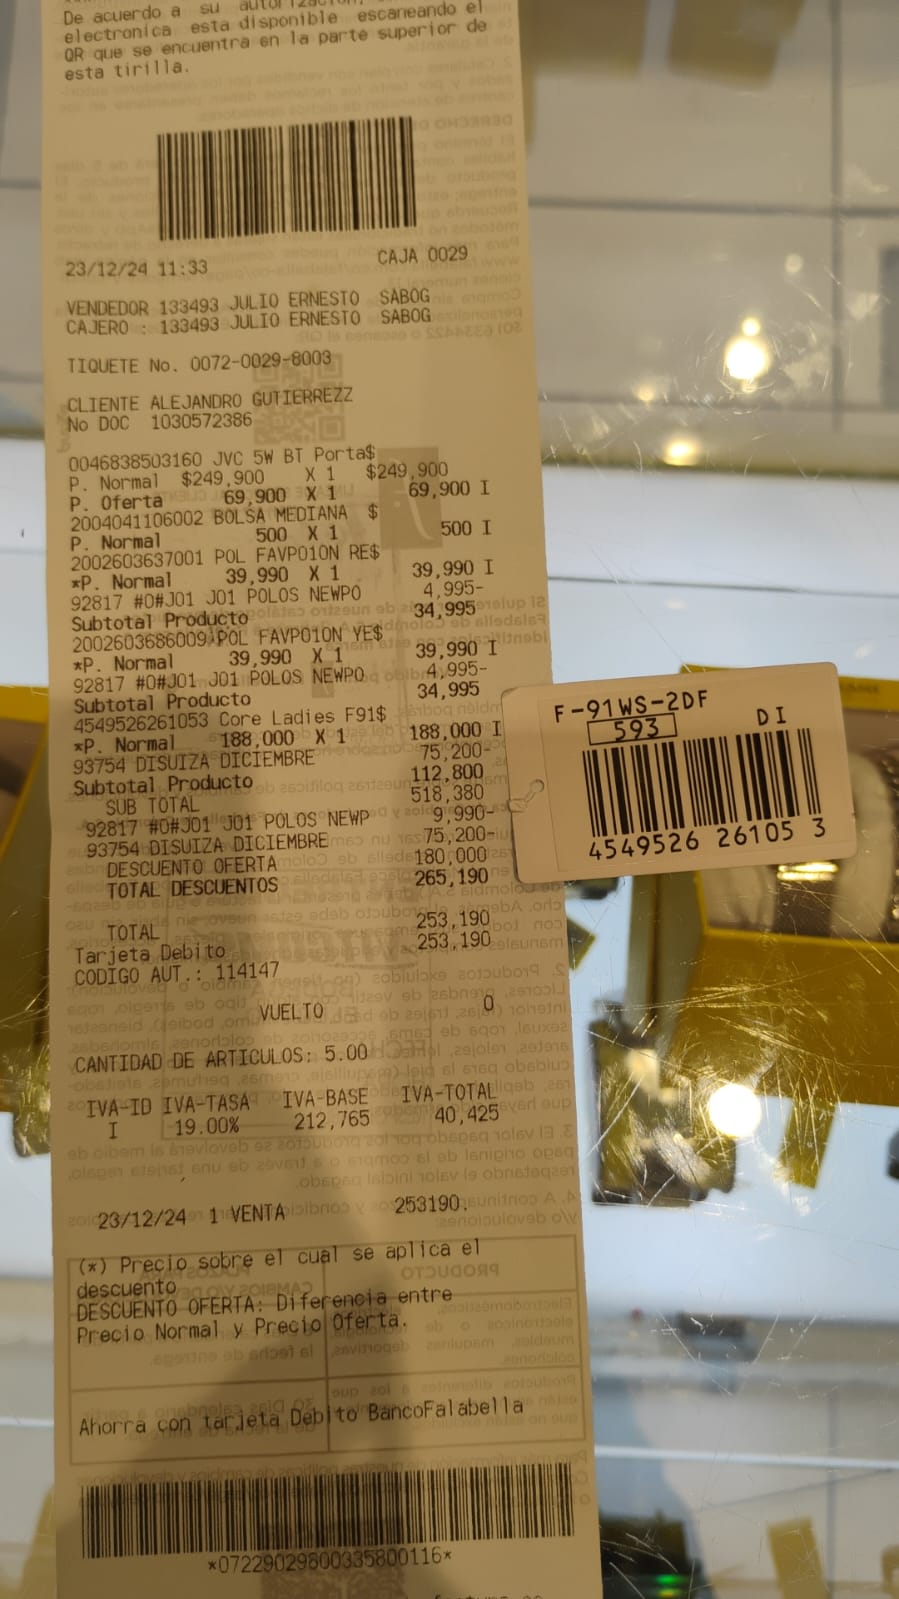 De acuerdo a su autorización,
electronica esta disponible escaneando el
QR que se encuentra en la parte superior de
esta tirilla.
23/12/24 11:33 CAJA 0029
VENDEDOR 133493 JULIO ERNESTO SABOG
CAJERO : 133493 JULIO ERNESTO SABOG
TIQUETE No. 0072-0029-8003
CLIENTE ALEJANDRO GUTIERREZZ
No DOC 1030572386
0046838503160 JVC 5W BT Porta$
P. Normal $249,900 X 1 $249,900
P. Oferta 69,900 X 1 69,900 I
2004041106002 BOLSA MEDIANA $
P. Normal 500 X 1 500 I
2002603637001 POL FAVP01ON RE$
*P. Normal 39,990 X 1 39,990 I
92817 #0#J01 J01 POLOS NEWPO 4,995-
Subtotal Producto 34,995
2002603686009 POL FAVP01ON YE$
*P. Normal 39,990 X 1 39,990 I
92817 #0#J01 J01 POLOS NEWPO 4,995-
Subtotal Producto 34,995
4549526261053 Core Ladies F91$
*P. Normal 188,000 X 1 188,000 I
93754 DISUIZA DICIEMBRE 75,200-
Subtotal Producto 112,800
SUB TOTAL 518,380
92817 #0#J01 J01 POLOS NEWP 9,990-
93754 DISUIZA DICIEMBRE 75,200-
DESCUENTO OFERTA 180,000
TOTAL DESCUENTOS 265,190
TOTAL 253,190
Tarjeta Debito 253,190
CODIGO AUT.: 114147
VUELTO 0
CANTIDAD DE ARTICULOS: 5.00
IVA-ID IVA-TASA IVA-BASE IVA-TOTAL
I 19.00% 212,765 40,425
23/12/24 1 VENTA 253190.
(*) Precio sobre el cual se aplica el
descuento
DESCUENTO OFERTA: Diferencia entre
Precio Normal y Precio Oferta.
Ahorra con tarjeta Debito BancoFalabella
*07229029800335800116*
F-91WS-2DF
593 DI
4549526 26105 3